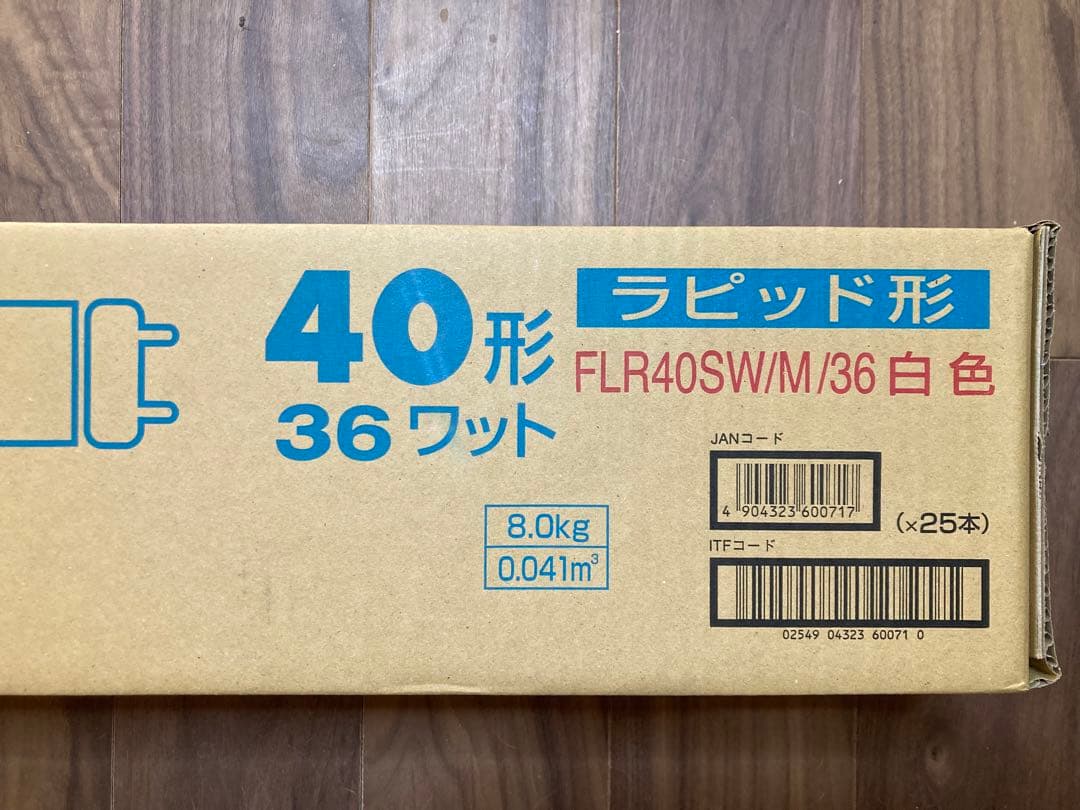 40形
36ワット
ラピッド形
FLR40SW/M/36 白色
8.0kg
0.041m³
JANコード
4 904323 600717
(×25本)
ITFコード
02549 04323 60071 0